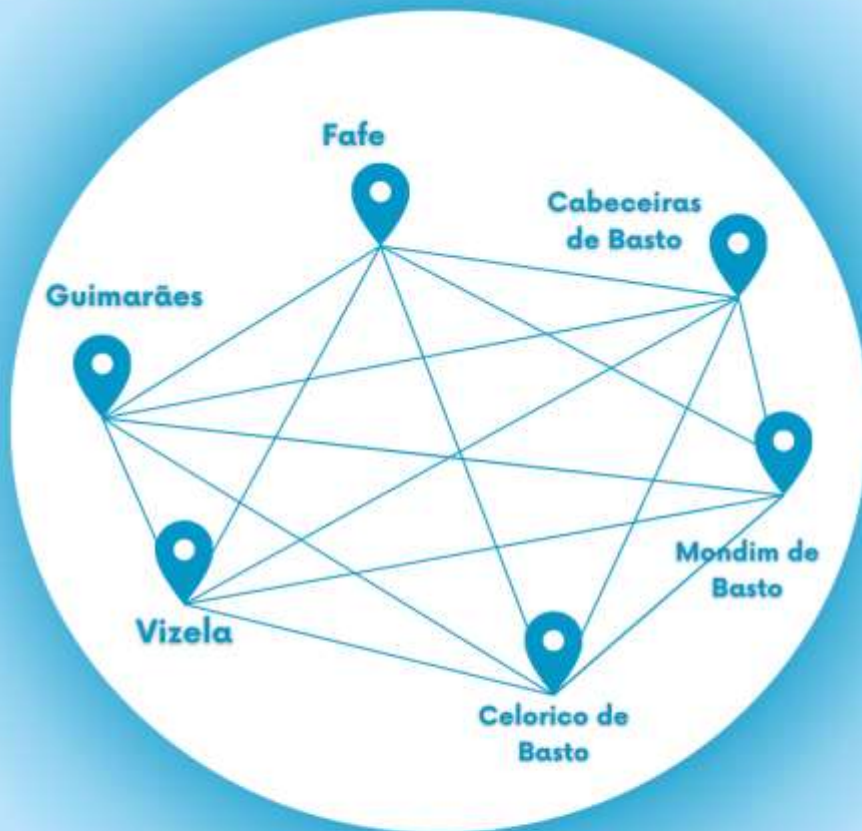 Fafe
Cabeceiras
de Basto
Guimarães
Mondim de
Basto
Vizela
Celorico de
Basto